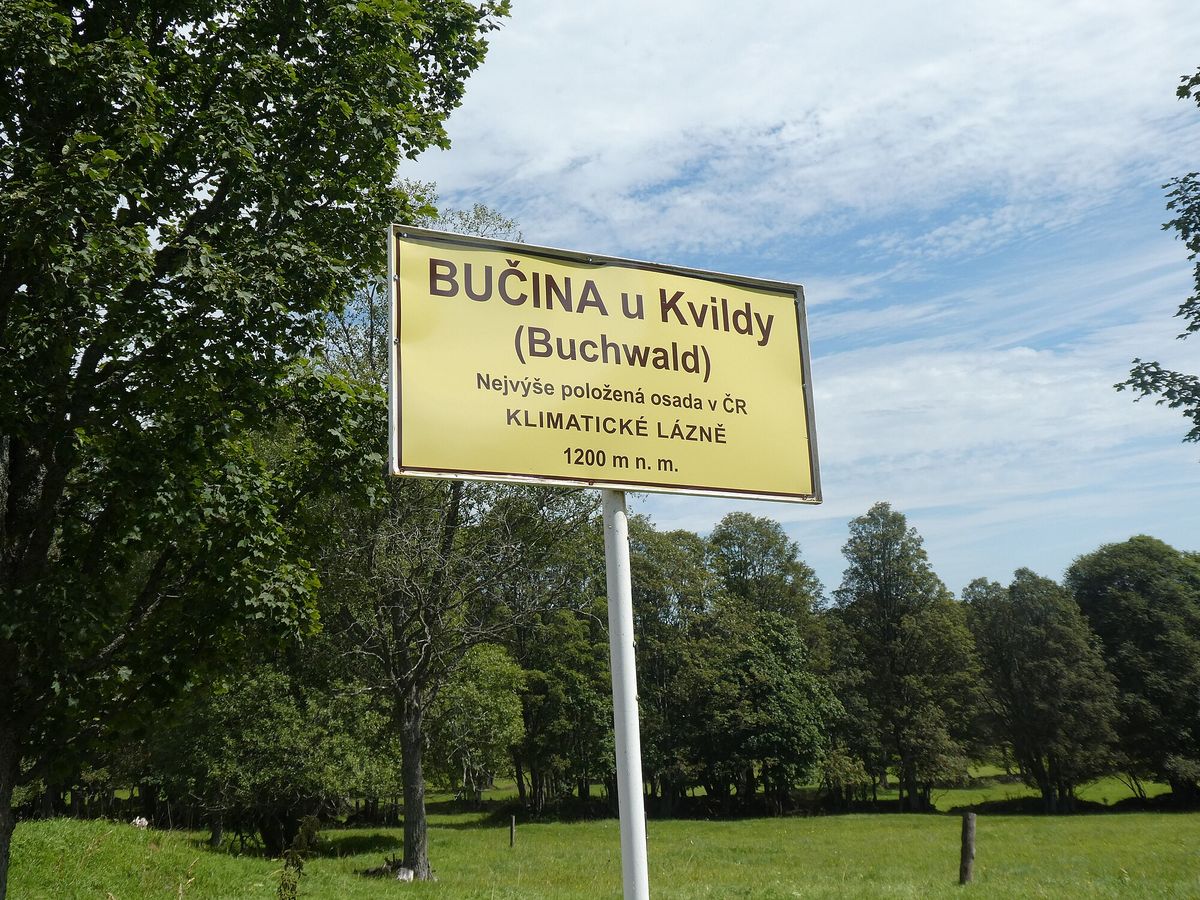 BUČINA u Kvildy
(Buchwald)
Nejvýše položená osada v ČR
KLIMATICKÉ LÁZNĚ
1200 m n. m.